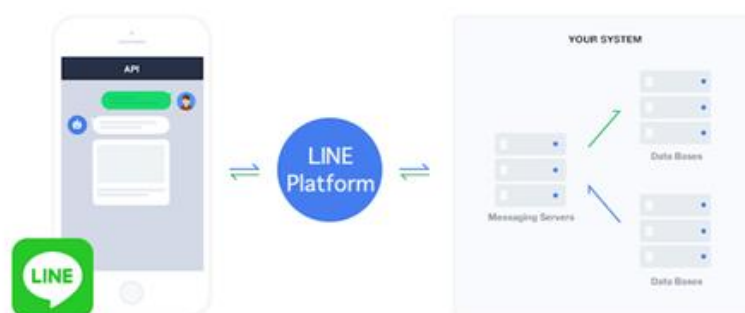 API
LINE
LINE
Platform
YOUR SYSTEM
Messaging Servers
Data Bases
Data Bases